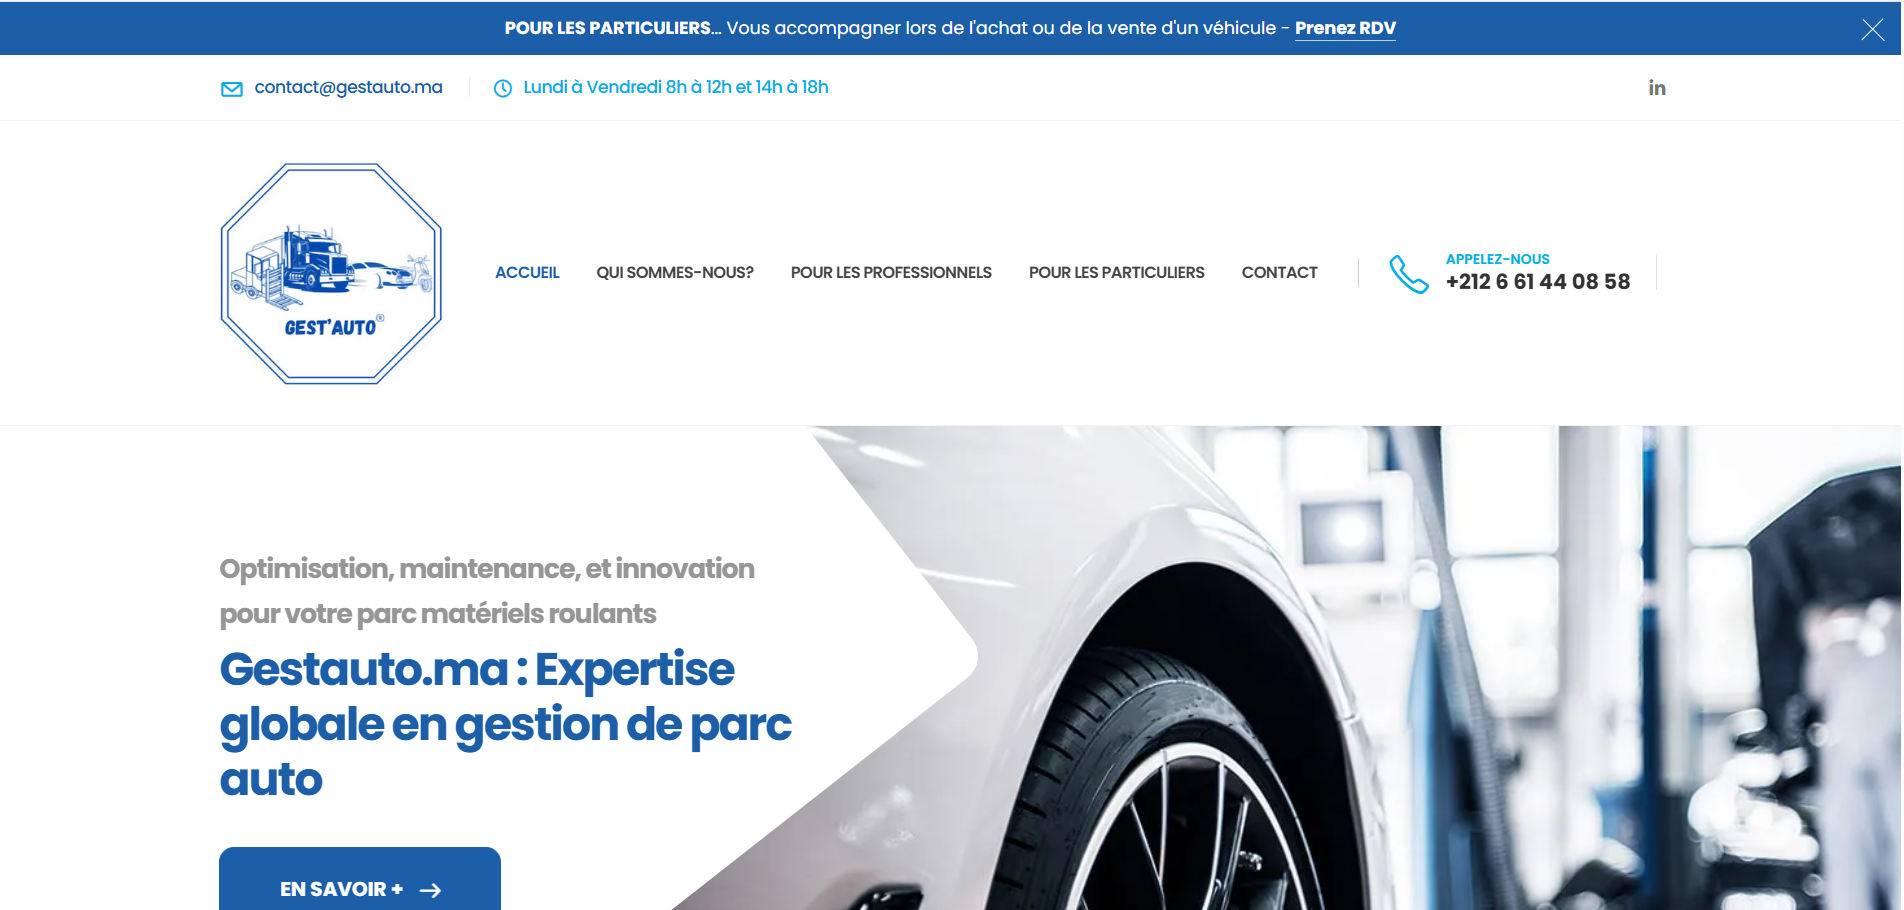 POUR LES PARTICULIERS... Vous accompagner lors de l'achat ou de la vente d'un véhicule - Prenez RDV
contact@gestauto.ma
Lundi à Vendredi 8h à 12h et 14h à 18h
in
GEST'AUTO®
ACCUEIL
QUI SOMMES-NOUS?
POUR LES PROFESSIONNELS
POUR LES PARTICULIERS
CONTACT
APPELEZ-NOUS
+212 6 61 44 08 58
Optimisation, maintenance, et innovation
pour votre parc matériels roulants
Gestauto.ma : Expertise
globale en gestion de parc
auto
EN SAVOIR +